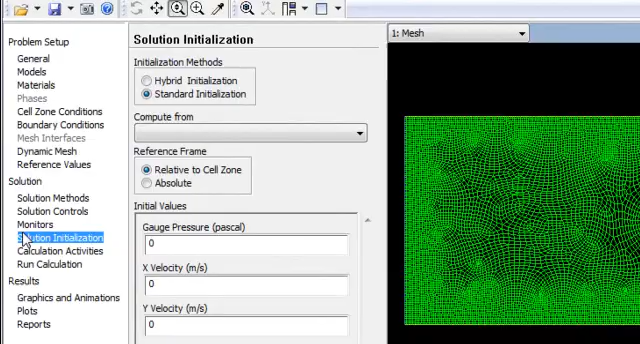 Problem Setup
General
Models
Materials
Phases
Cell Zone Conditions
Boundary Conditions
Mesh Interfaces
Dynamic Mesh
Reference Values
Solution
Solution Methods
Solution Controls
Monitors
Solution Initialization
Calculation Activities
Run Calculation
Results
Graphics and Animations
Plots
Reports
Solution Initialization
Initialization Methods
Hybrid Initialization
Standard Initialization
Compute from
Reference Frame
Relative to Cell Zone
Absolute
Initial Values
Gauge Pressure (pascal)
0
X Velocity (m/s)
0
Y Velocity (m/s)
0
1: Mesh